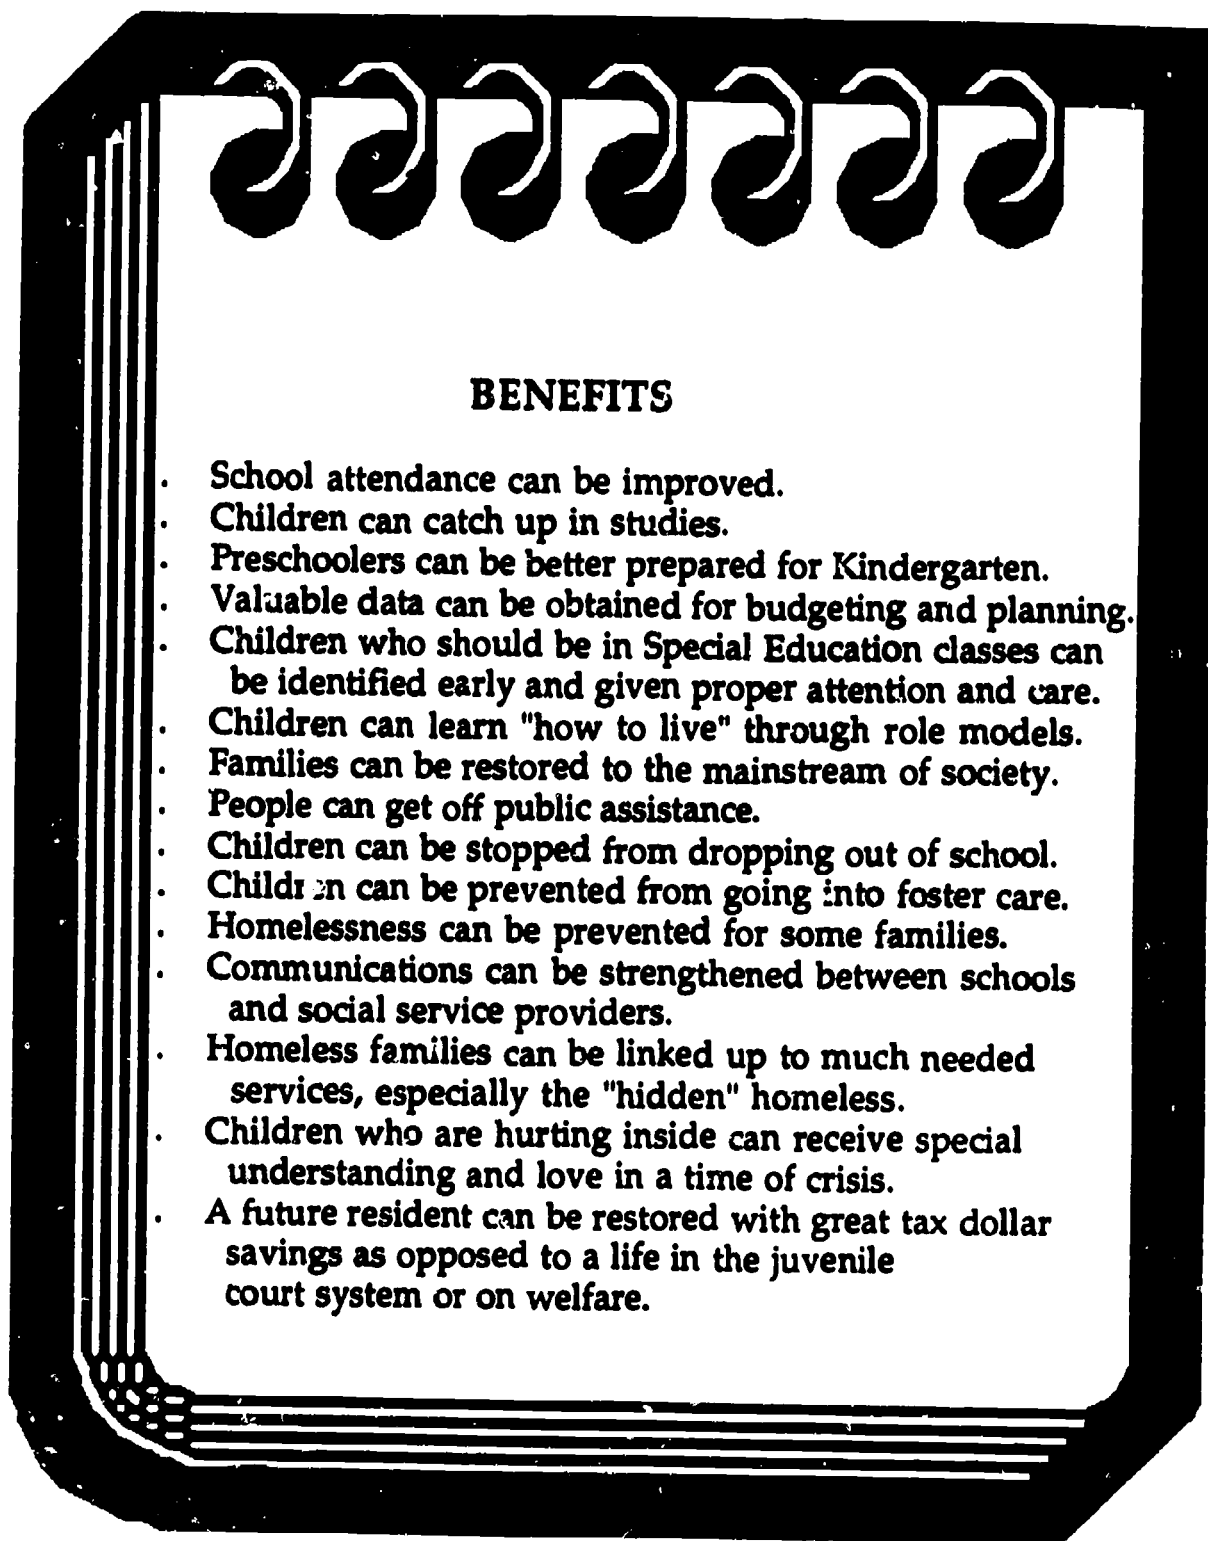 BENEFITS
. School attendance can be improved.
. Children can catch up in studies.
. Preschoolers can be better prepared for Kindergarten.
. Valuable data can be obtained for budgeting and planning.
. Children who should be in Special Education classes can
be identified early and given proper attention and care.
. Children can learn "how to live" through role models.
. Families can be restored to the mainstream of society.
. People can get off public assistance.
. Children can be stopped from dropping out of school.
. Children can be prevented from going into foster care.
. Homelessness can be prevented for some families.
. Communications can be strengthened between schools
and social service providers.
. Homeless families can be linked up to much needed
services, especially the "hidden" homeless.
. Children who are hurting inside can receive special
understanding and love in a time of crisis.
. A future resident can be restored with great tax dollar
savings as opposed to a life in the juvenile
court system or on welfare.